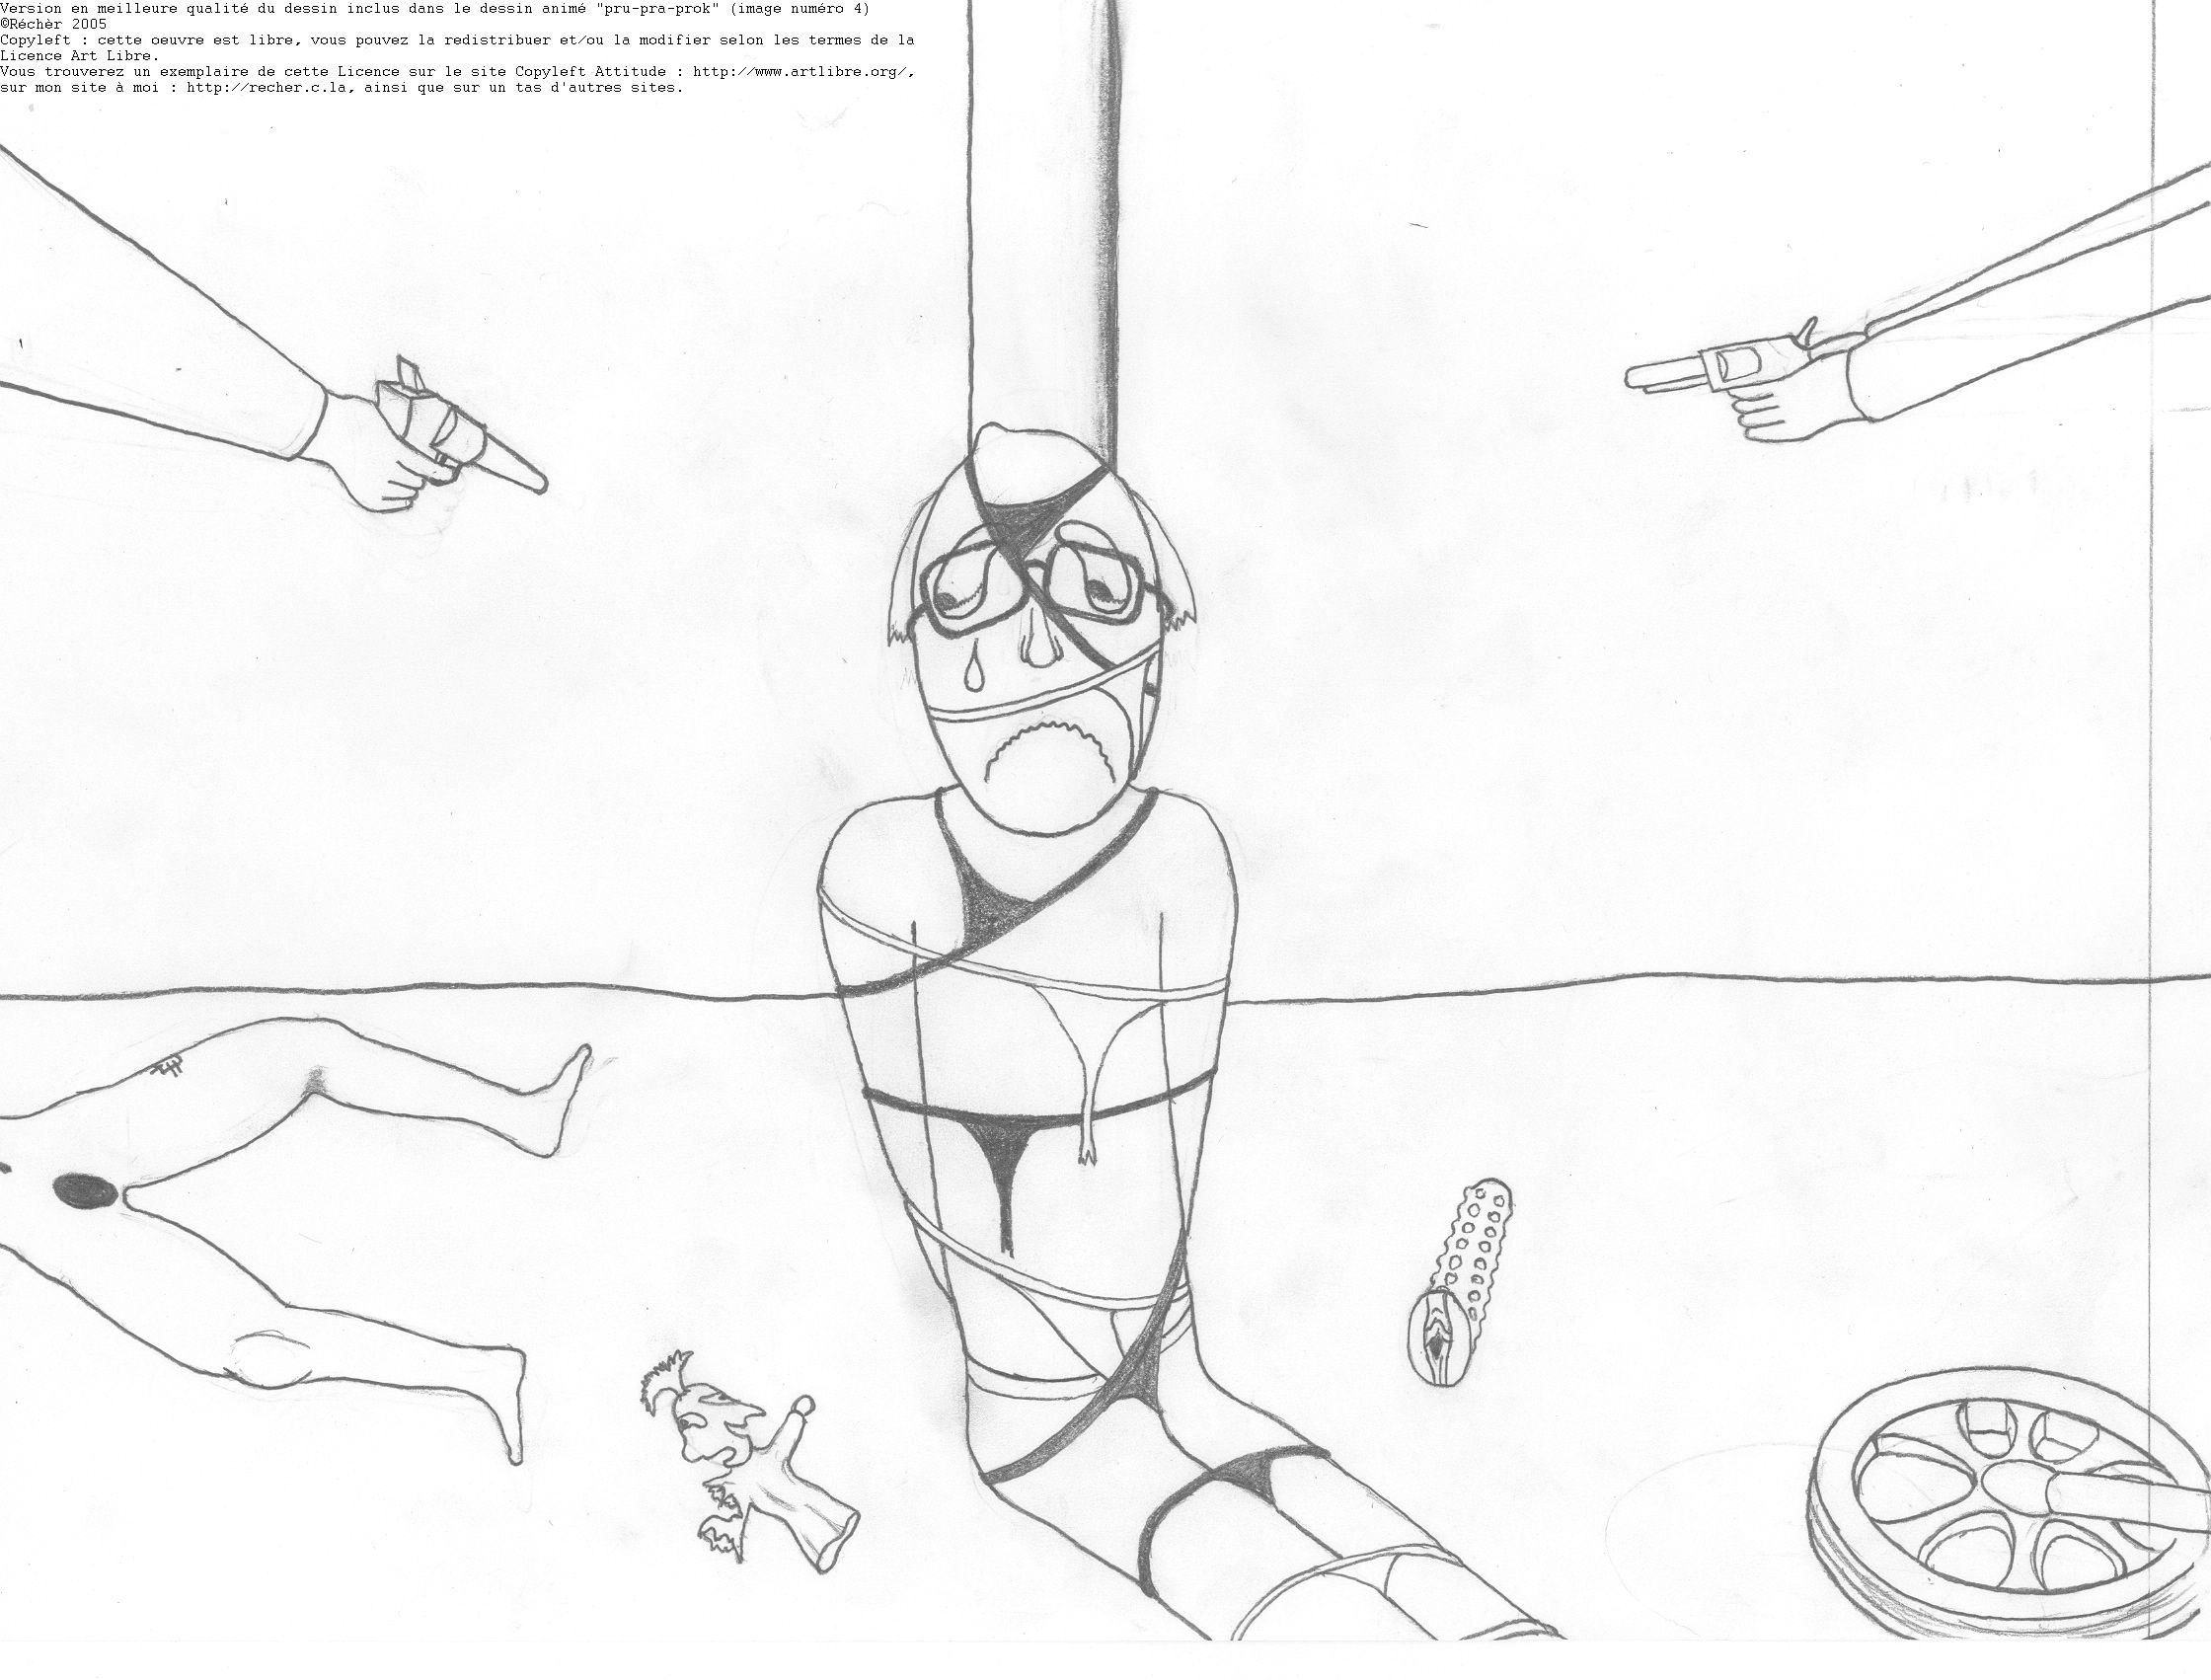 Version en meilleure qualité du dessin inclus dans le dessin animé "pru-pra-prok" (image numéro 4)
©Réchèr 2005
Copyleft : cette oeuvre est libre, vous pouvez la redistribuer et/ou la modifier selon les termes de la
Licence Art Libre.
Vous trouverez un exemplaire de cette Licence sur le site Copyleft Attitude : http://www.artlibre.org/,
sur mon site à moi : http://recher.c.la, ainsi que sur un tas d'autres sites.